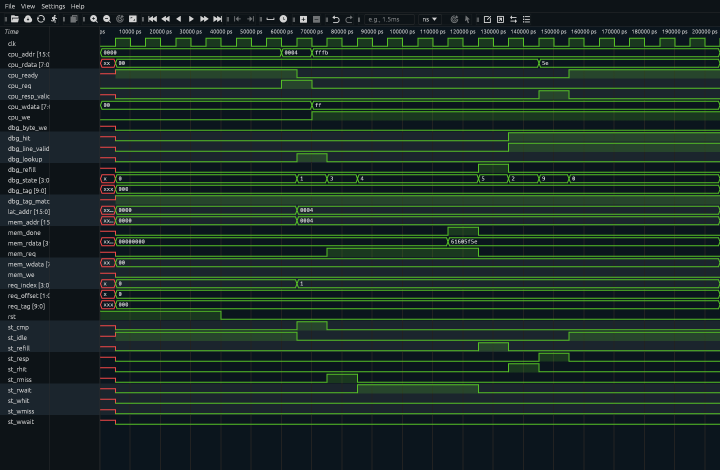 File View Settings Help
e.g., 1.5ms ns
Time ps 10000 ps 20000 ps 30000 ps 40000 ps 50000 ps 60000 ps 70000 ps 80000 ps 90000 ps 100000 ps 110000 ps 120000 ps 130000 ps 140000 ps 150000 ps 160000 ps 170000 ps 180000 ps 190000 ps 200000 ps
clk
cpu_addr [15:0 0000 0004 fffb
cpu_rdata [7:0 xx 00 5e
cpu_ready
cpu_req
cpu_resp_valid
cpu_wdata [7: 00 ff
cpu_we
dbg_byte_we
dbg_hit
dbg_line_valid
dbg_lookup
dbg_refill
dbg_state [3:0 x 0 1 3 4 5 2 9 0
dbg_tag [9:0] xxx 000
dbg_tag_matc
lat_addr [15:0] xx… 0000 0004
mem_addr [15 xx… 0000 0004
mem_done
mem_rdata [3 xx… 00000000 61605f5e
mem_req
mem_wdata [7 xx 00
mem_we
req_index [3:0] x 0 1
req_offset [1:0 x 0
req_tag [9:0] xxx 000
rst
st_cmp
st_idle
st_refill
st_resp
st_rhit
st_rmiss
st_rwait
st_whit
st_wmiss
st_wwait